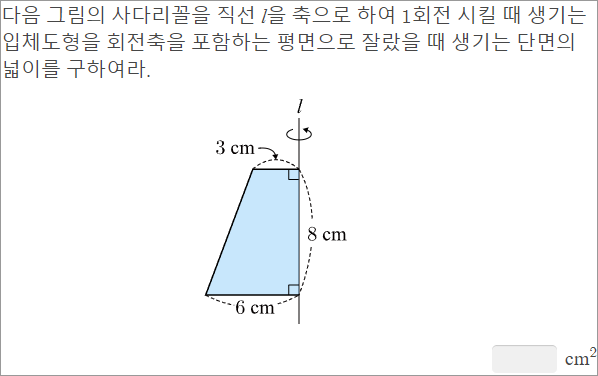 다음 그림의 사다리꼴을 직선 l을 축으로 하여 1회전 시킬 때 생기는
입체도형을 회전축을 포함하는 평면으로 잘랐을 때 생기는 단면의
넓이를 구하여라.
l
3 cm
8 cm
6 cm
cm²